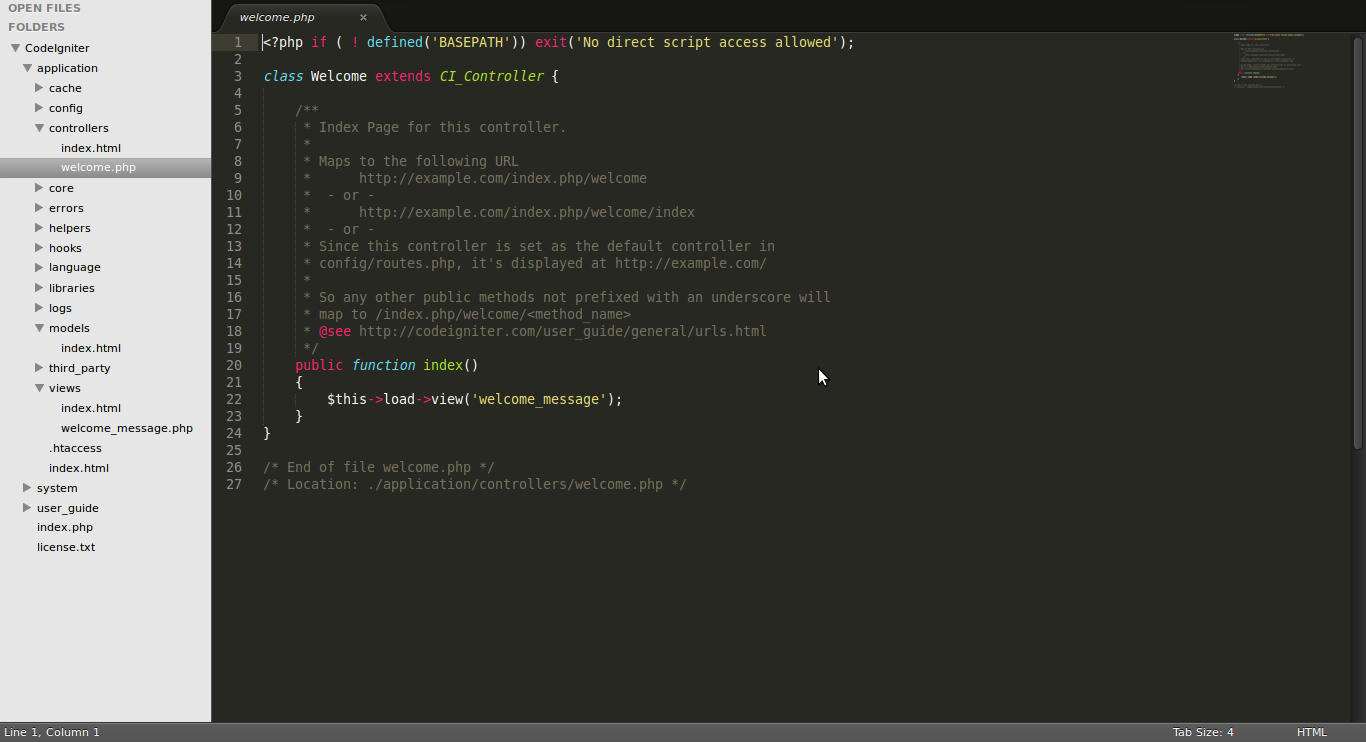 OPEN FILES
FOLDERS
CodeIgniter
application
cache
config
controllers
index.html
welcome.php
core
errors
helpers
hooks
language
libraries
logs
models
index.html
third_party
views
index.html
welcome_message.php
.htaccess
index.html
system
user_guide
index.php
license.txt
welcome.php ×
1 <?php if ( ! defined('BASEPATH')) exit('No direct script access allowed');
2
3 class Welcome extends CI_Controller {
4
5     /**
6      * Index Page for this controller.
7      *
8      * Maps to the following URL
9      *      http://example.com/index.php/welcome
10      *  - or -
11      *      http://example.com/index.php/welcome/index
12      *  - or -
13      * Since this controller is set as the default controller in
14      * config/routes.php, it's displayed at http://example.com/
15      *
16      * So any other public methods not prefixed with an underscore will
17      * map to /index.php/welcome/<method_name>
18      * @see http://codeigniter.com/user_guide/general/urls.html
19      */
20     public function index()
21     {
22         $this->load->view('welcome_message');
23     }
24 }
25
26 /* End of file welcome.php */
27 /* Location: ./application/controllers/welcome.php */
Line 1, Column 1
Tab Size: 4
HTML